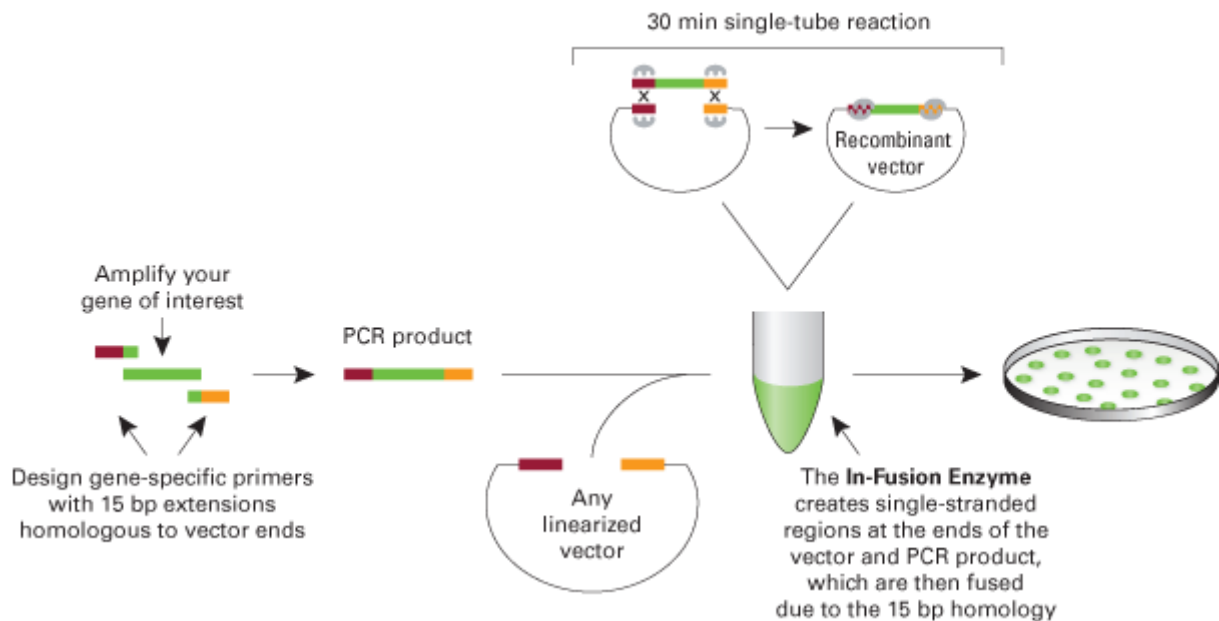 30 min single-tube reaction
Recombinant
vector
Amplify your
gene of interest
PCR product
Design gene-specific primers
with 15 bp extensions
homologous to vector ends
Any
linearized
vector
The In-Fusion Enzyme
creates single-stranded
regions at the ends of the
vector and PCR product,
which are then fused
due to the 15 bp homology